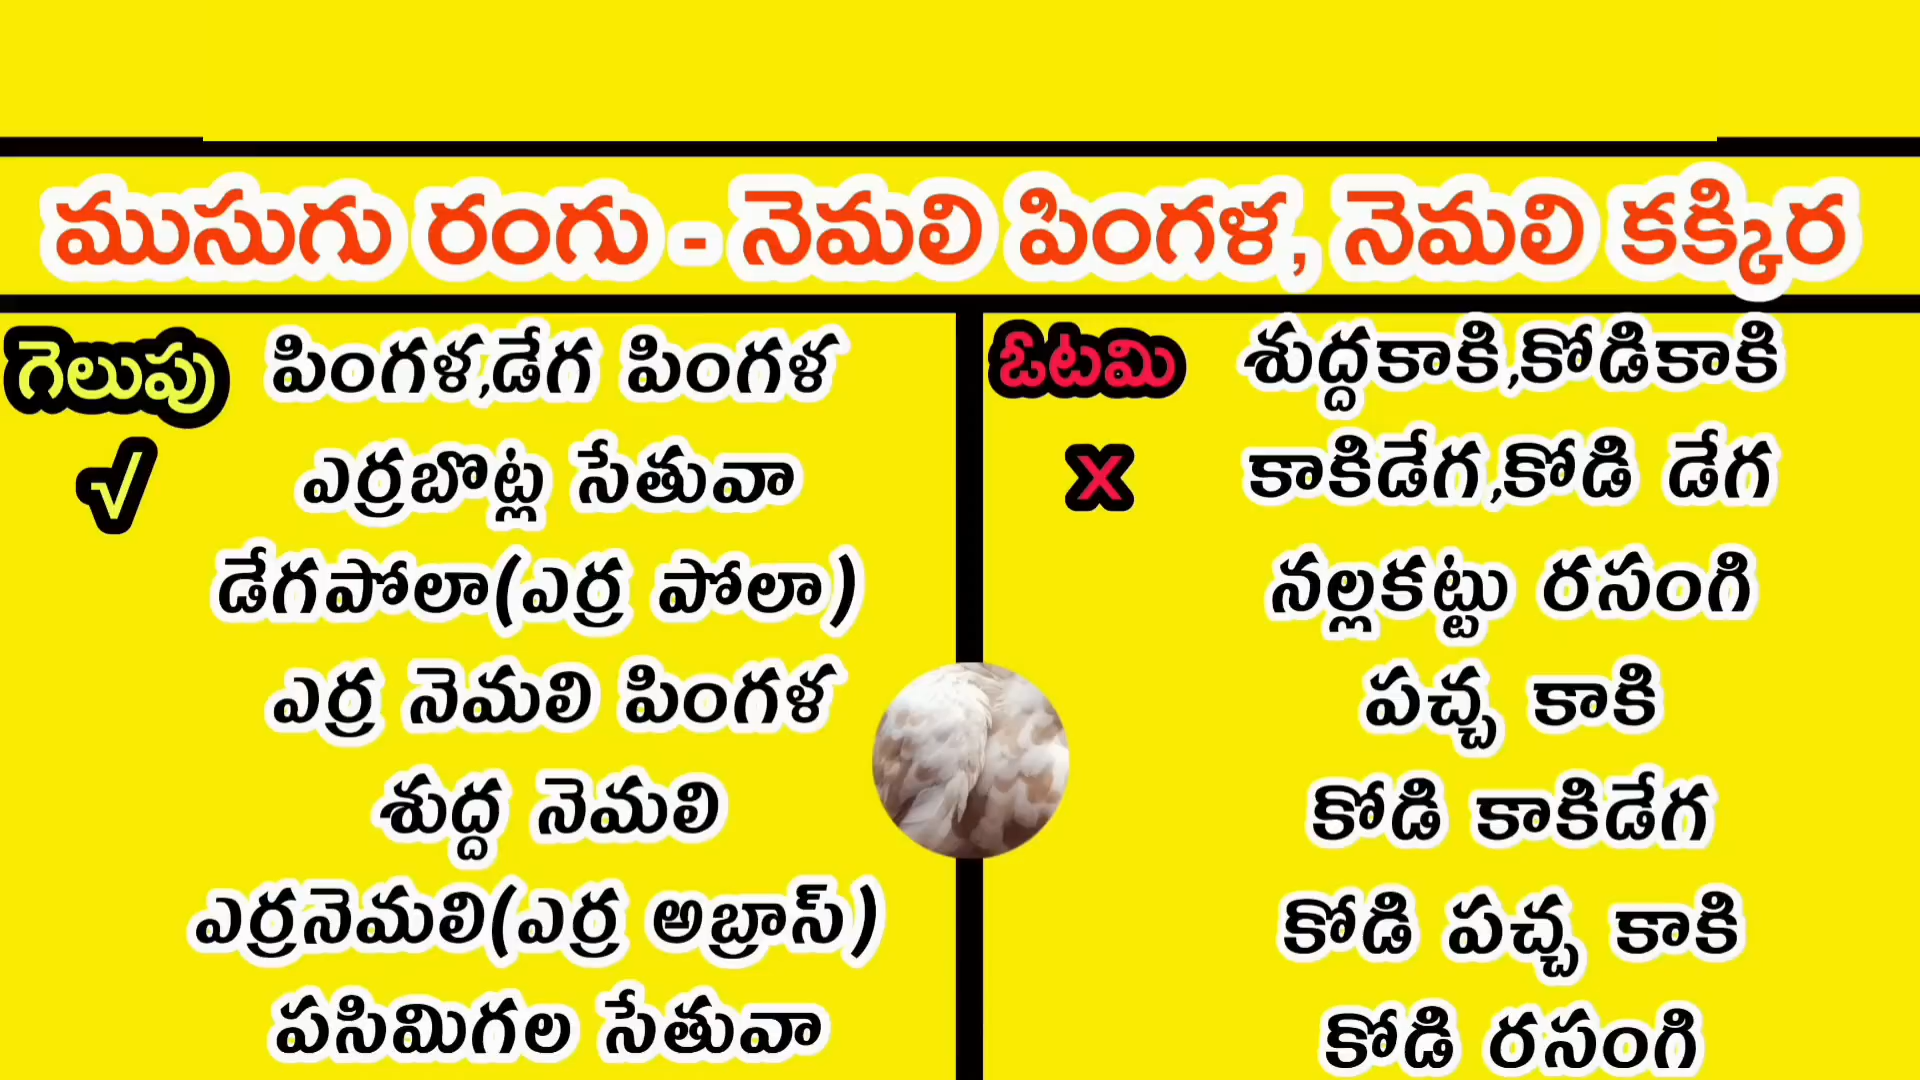 ముసుగు రంగు - నెమలి పింగళ, నెమలి కక్కిర
గెలుపు
√
పింగళ,డేగ పింగళ
ఎర్రబొట్ల సేతువా
డేగపోలా(ఎర్ర పోలా)
ఎర్ర నెమలి పింగళ
శుద్ధ నెమలి
ఎర్రనెమలి(ఎర్ర అబ్రాస్)
పసిమిగల సేతువా
ఓటమి
x
శుద్ధకాకి,కోడికాకి
కాకిడేగ,కోడి డేగ
నల్లకట్టు రసంగి
పచ్చ కాకి
కోడి కాకిడేగ
కోడి పచ్చ కాకి
కోడి రసంగి